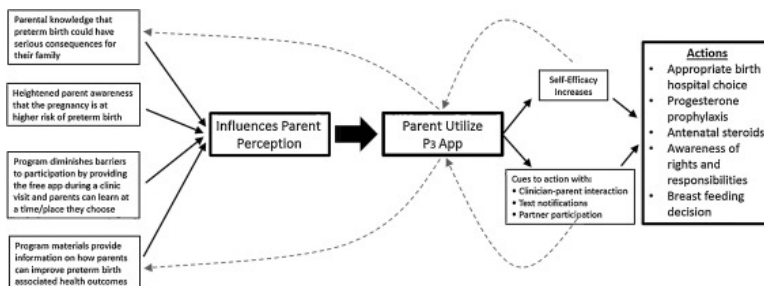 Parental knowledge that
preterm birth could have
serious consequences for
their family
Heightened parent awareness
that the pregnancy is at
higher risk of preterm birth
Program diminishes barriers
to participation by providing
the free app during a clinic
visit and parents can learn at
a time/place they choose
Program materials provide
information on how parents
can improve preterm birth
associated health outcomes
Influences Parent
Perception
Parent Utilize
P3 App
Self-Efficacy
Increases
Cues to action with:
• Clinician-parent interaction
• Text notifications
• Partner participation
Actions
• Appropriate birth
hospital choice
• Progesterone
prophylaxis
• Antenatal steroids
• Awareness of
rights and
responsibilities
• Breast feeding
decision